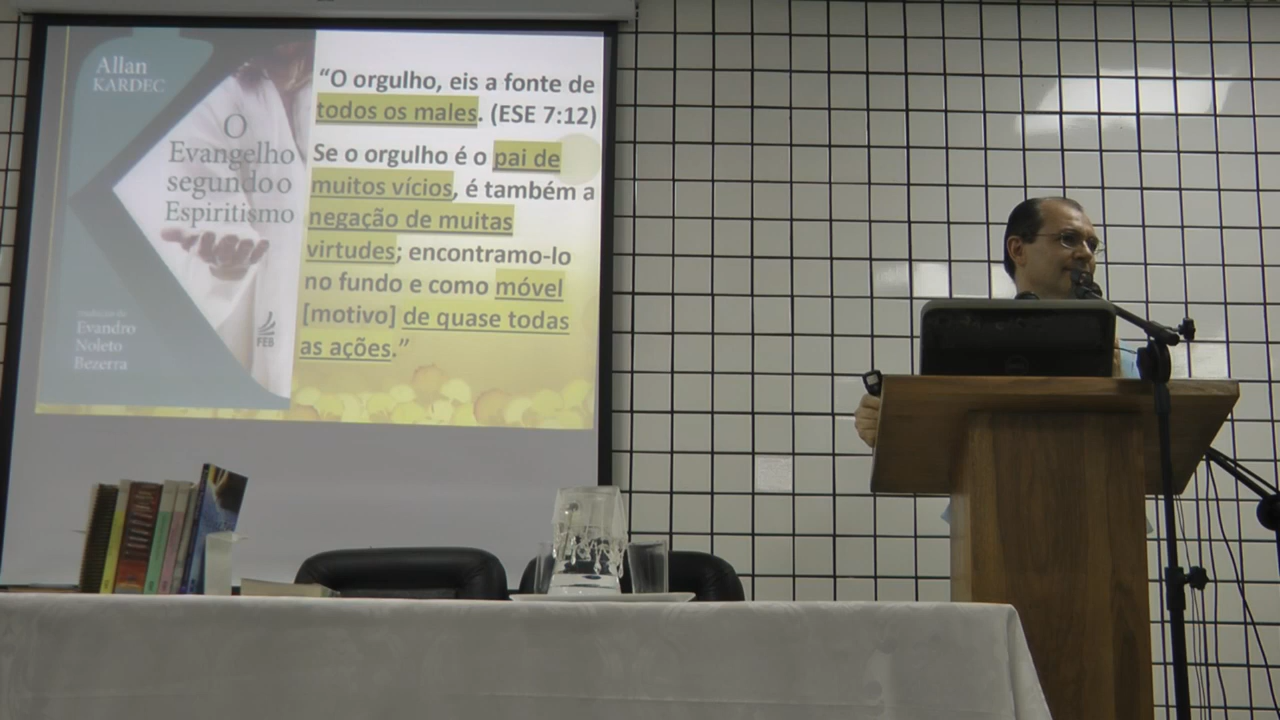 Allan
KARDEC
O
Evangelho
segundo o
Espiritismo
Evandro
Noleto
Bezerra
FEB
“O orgulho, eis a fonte de
todos os males. (ESE 7:12)
Se o orgulho é o pai de
muitos vícios, é também a
negação de muitas
virtudes; encontramo-lo
no fundo e como móvel
[motivo] de quase todas
as ações.”